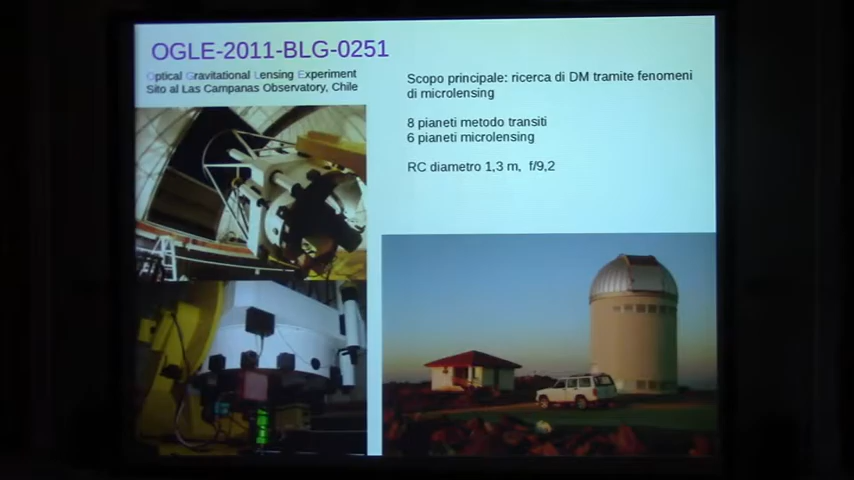 OGLE-2011-BLG-0251
Optical Gravitational Lensing Experiment
Sito al Las Campanas Observatory, Chile
Scopo principale: ricerca di DM tramite fenomeni
di microlensing
8 pianeti metodo transiti
6 pianeti microlensing
RC diametro 1,3 m, f/9,2